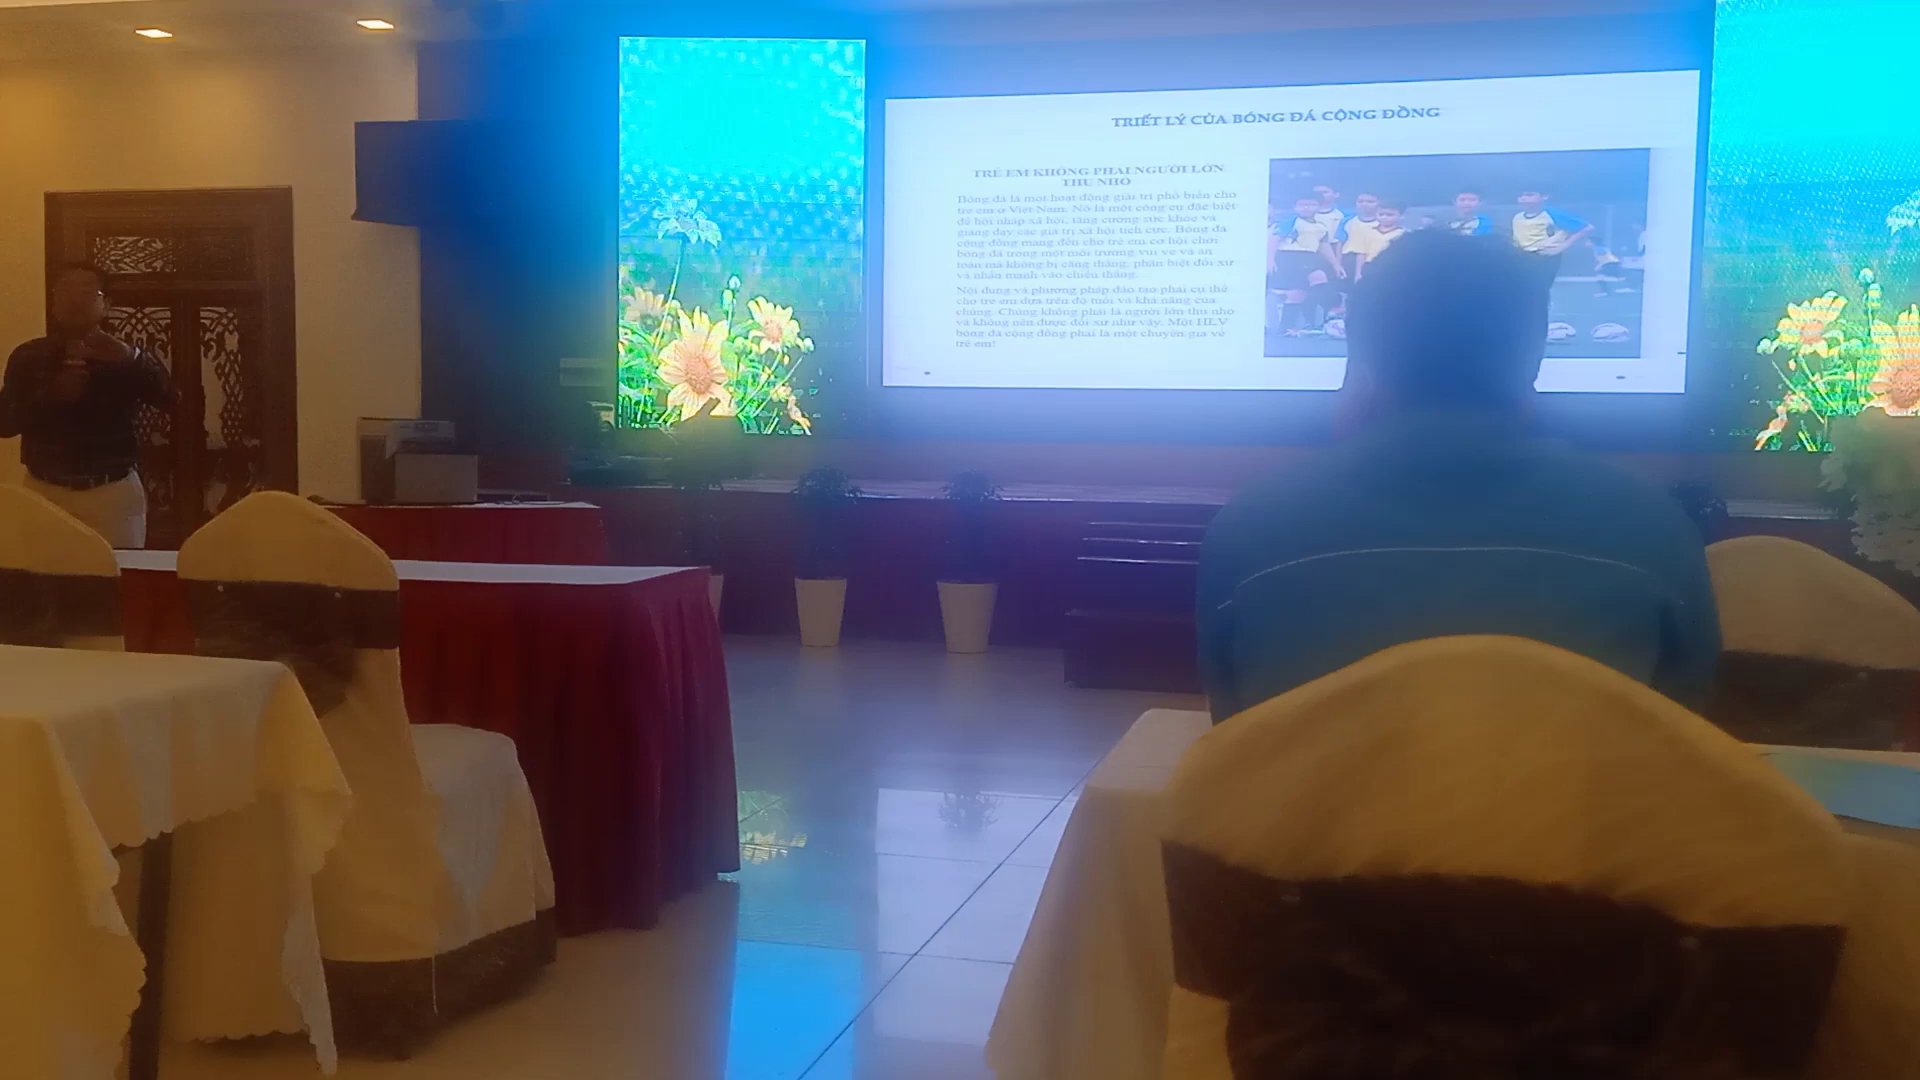 TRIẾT LÝ CỦA BÓNG ĐÁ CỘNG ĐỒNG
TRẺ EM KHÔNG PHẢI NGƯỜI LỚN
THU NHỎ
Bóng đá là một hoạt động giải trí phổ biến cho
trẻ em ở Việt Nam. Nó là một công cụ đặc biệt
để hội nhập xã hội, tăng cường sức khỏe và
giảng dạy các giá trị xã hội tích cực. Bóng đá
cộng đồng mang đến cho trẻ em cơ hội chơi
bóng đá trong một môi trường vui vẻ và an
toàn mà không bị căng thẳng, phân biệt đối xử
và nhấn mạnh vào chiến thắng.
Nội dung và phương pháp đào tạo phải cụ thể
cho trẻ em dựa trên độ tuổi và khả năng của
chúng. Chúng không phải là người lớn thu nhỏ
và không nên được đối xử như vậy. Một HLV
bóng đá cộng đồng phải là một chuyên gia về
trẻ em!